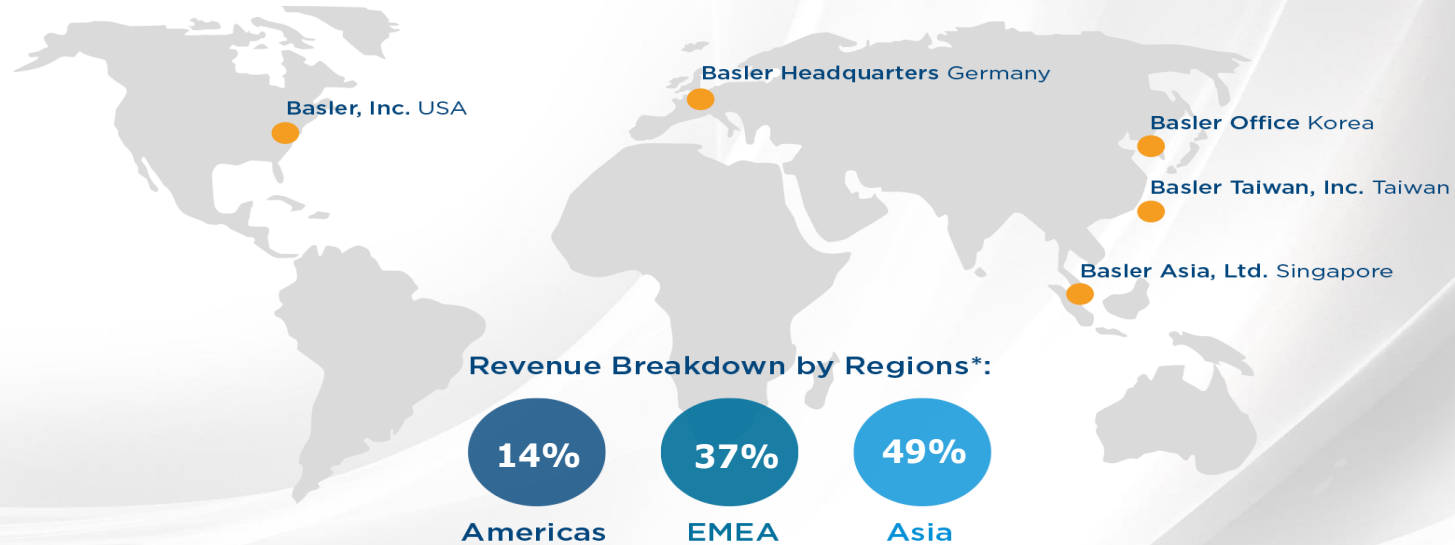 Basler Headquarters Germany
Basler, Inc. USA
Basler Office Korea
Basler Taiwan, Inc. Taiwan
Basler Asia, Ltd. Singapore
Revenue Breakdown by Regions*:
14% 37% 49%
Americas EMEA Asia